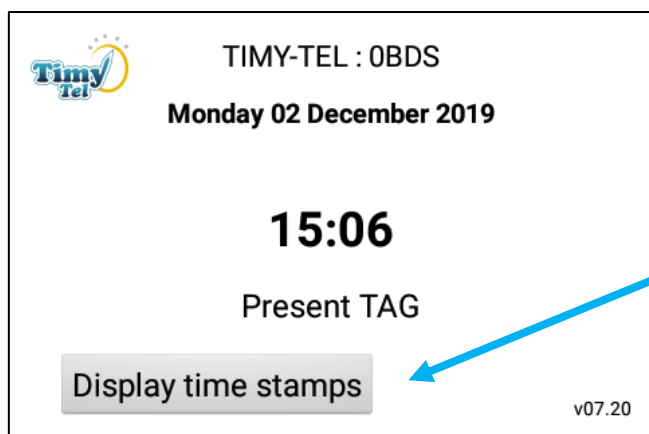 Timy
Tel
TIMY-TEL : 0BDS
Monday 02 December 2019
15:06
Present TAG
Display time stamps
v07.20